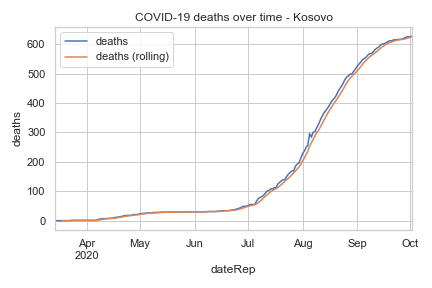 COVID-19 deaths over time - Kosovo
deaths
deaths (rolling)
600
500
400
300
200
100
0
deaths
Apr
2020
May
Jun
Jul
Aug
Sep
Oct
dateRep